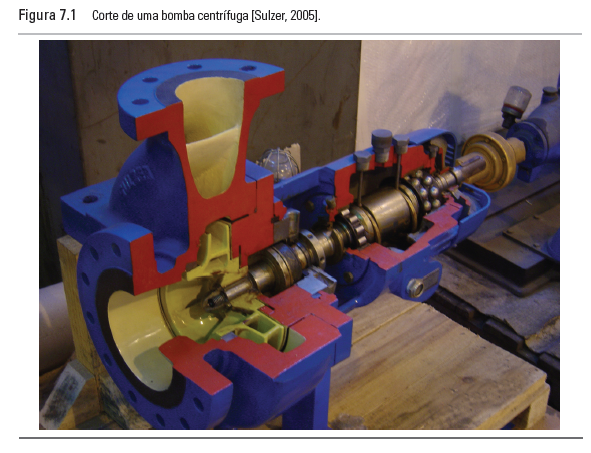 Figura 7.1 Corte de uma bomba centrífuga [Sulzer, 2005].